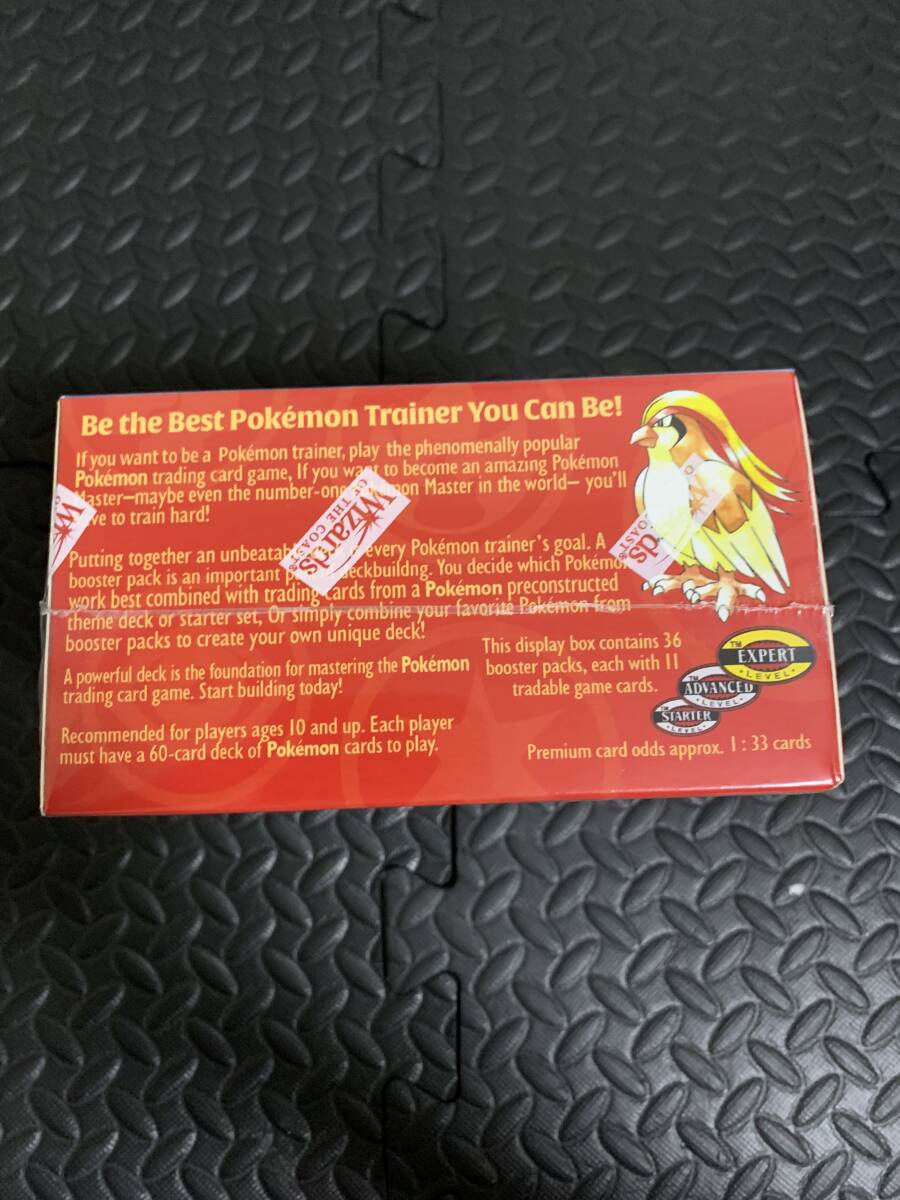 Be the Best Pokémon Trainer You Can Be!
If you want to be a Pokémon trainer, play the phenomenally popular
Pokémon trading card game, If you want to become an amazing Pokémon
Master—maybe even the number-one Master in the world— you'll
to train hard!
Putting together an every Pokémon trainer's goal. A
booster pack is an important deckbuildng. You decide which
work best combined with trading cards from a Pokémon preconstructed
theme deck or starter set, Or simply combine your favorite Pokémon from
booster packs to create your own unique deck!
A powerful deck is the foundation for mastering the Pokémon
trading card game. Start building today!
Recommended for players ages 10 and up. Each player
must have a 60-card deck of Pokémon cards to play.
This display box contains 36
booster packs, each with 11
tradable game cards.
TM
EXPERT
LEVEL
TM
ADVANCED
LEVEL
TM
STARTER
LEVEL
Premium card odds approx. 1 : 33 cards
Wizards
OF THE COAST®